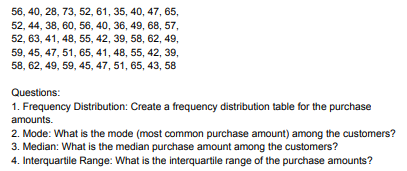 56, 40, 28, 73, 52, 61, 35, 40, 47, 65,
52, 44, 38, 60, 56, 40, 36, 49, 68, 57,
52, 63, 41, 48, 55, 42, 39, 58, 62, 49,
59, 45, 47, 51, 65, 41, 48, 55, 42, 39,
58, 62, 49, 59, 45, 47, 51, 65, 43, 58
Questions:
1. Frequency Distribution: Create a frequency distribution table for the purchase
amounts.
2. Mode: What is the mode (most common purchase amount) among the customers?
3. Median: What is the median purchase amount among the customers?
4. Interquartile Range: What is the interquartile range of the purchase amounts?